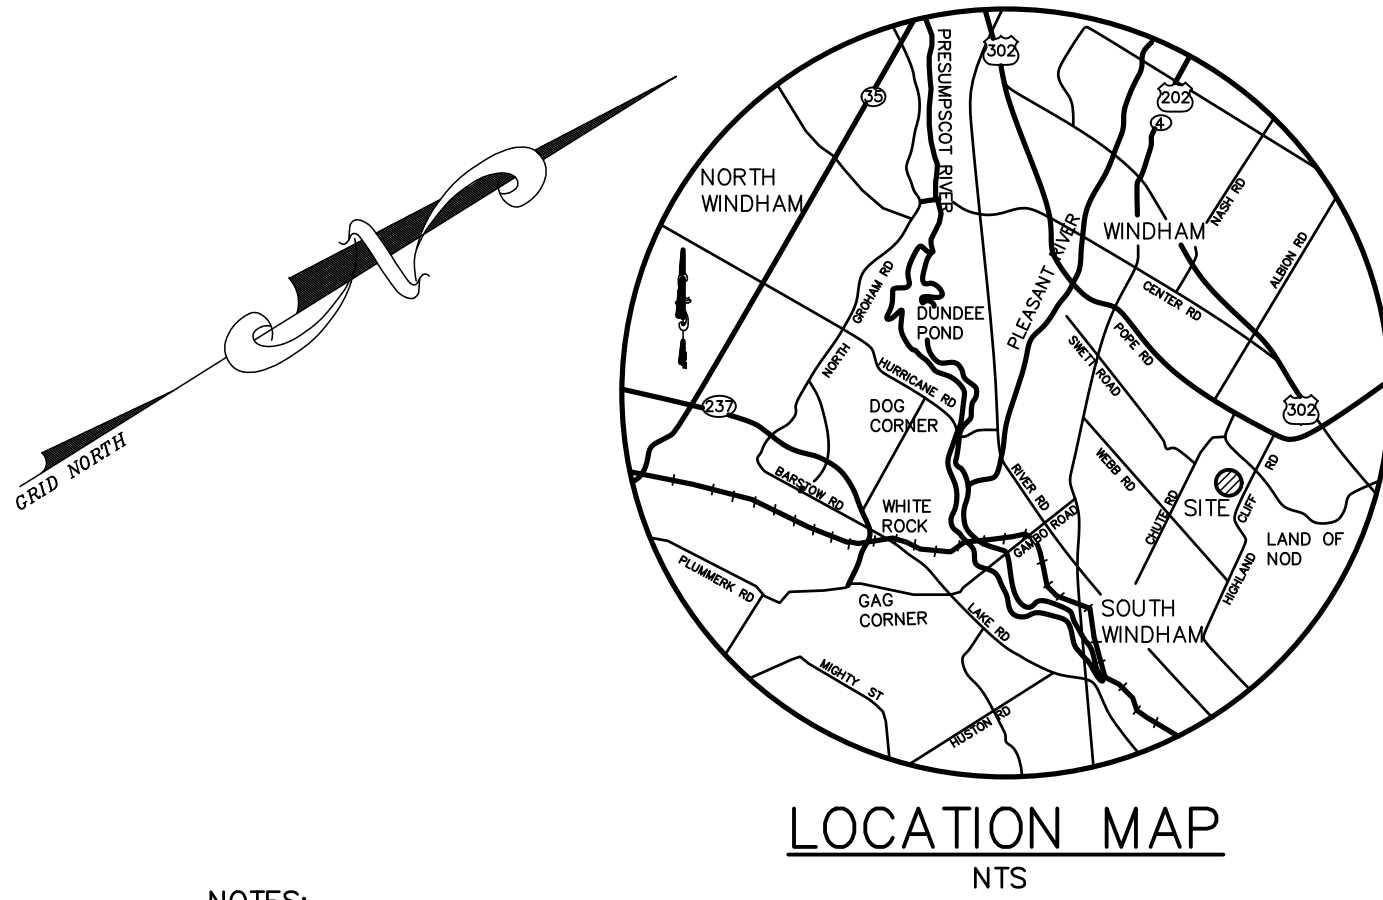 GRID NORTH
N
PRESUMPSCOT RIVER
302
35
202
4
NORTH
WINDHAM
NASH RD
WINDHAM
PLEASANT RIVER
ALBION RD
GROHAM RD
NORTH
CENTER RD
DUNDEE
POND
POPE RD
SWETT ROAD
HURRICANE RD
237
DOG
CORNER
302
BARSTOW RD
WEBB RD
RIVER RD
WHITE
ROCK
GAMBO ROAD
CHUTE RD
SITE
HIGHLAND CLIFF RD
LAND OF
NOD
PLUMMERK RD
GAG
CORNER
LAKE RD
SOUTH
WINDHAM
MIGHTY ST
HUSTON RD
LOCATION MAP
NTS
NOTES: